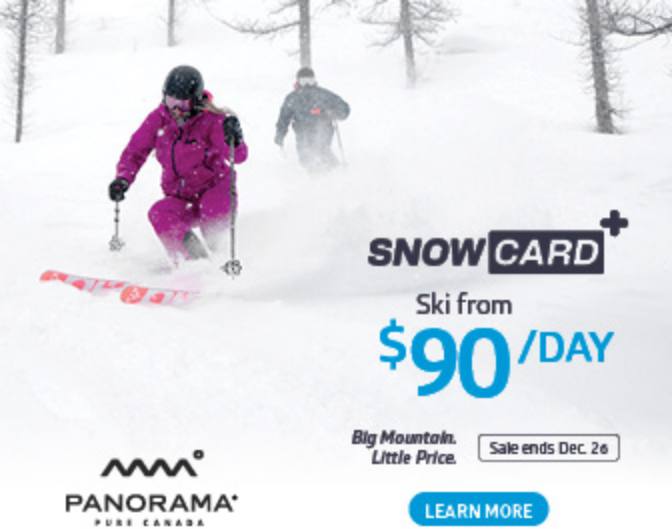 SNOWCARD+
Ski from
$90/DAY
Big Mountain.
Little Price.
Sale ends Dec. 26
PANORAMA
PURE CANADA
LEARN MORE